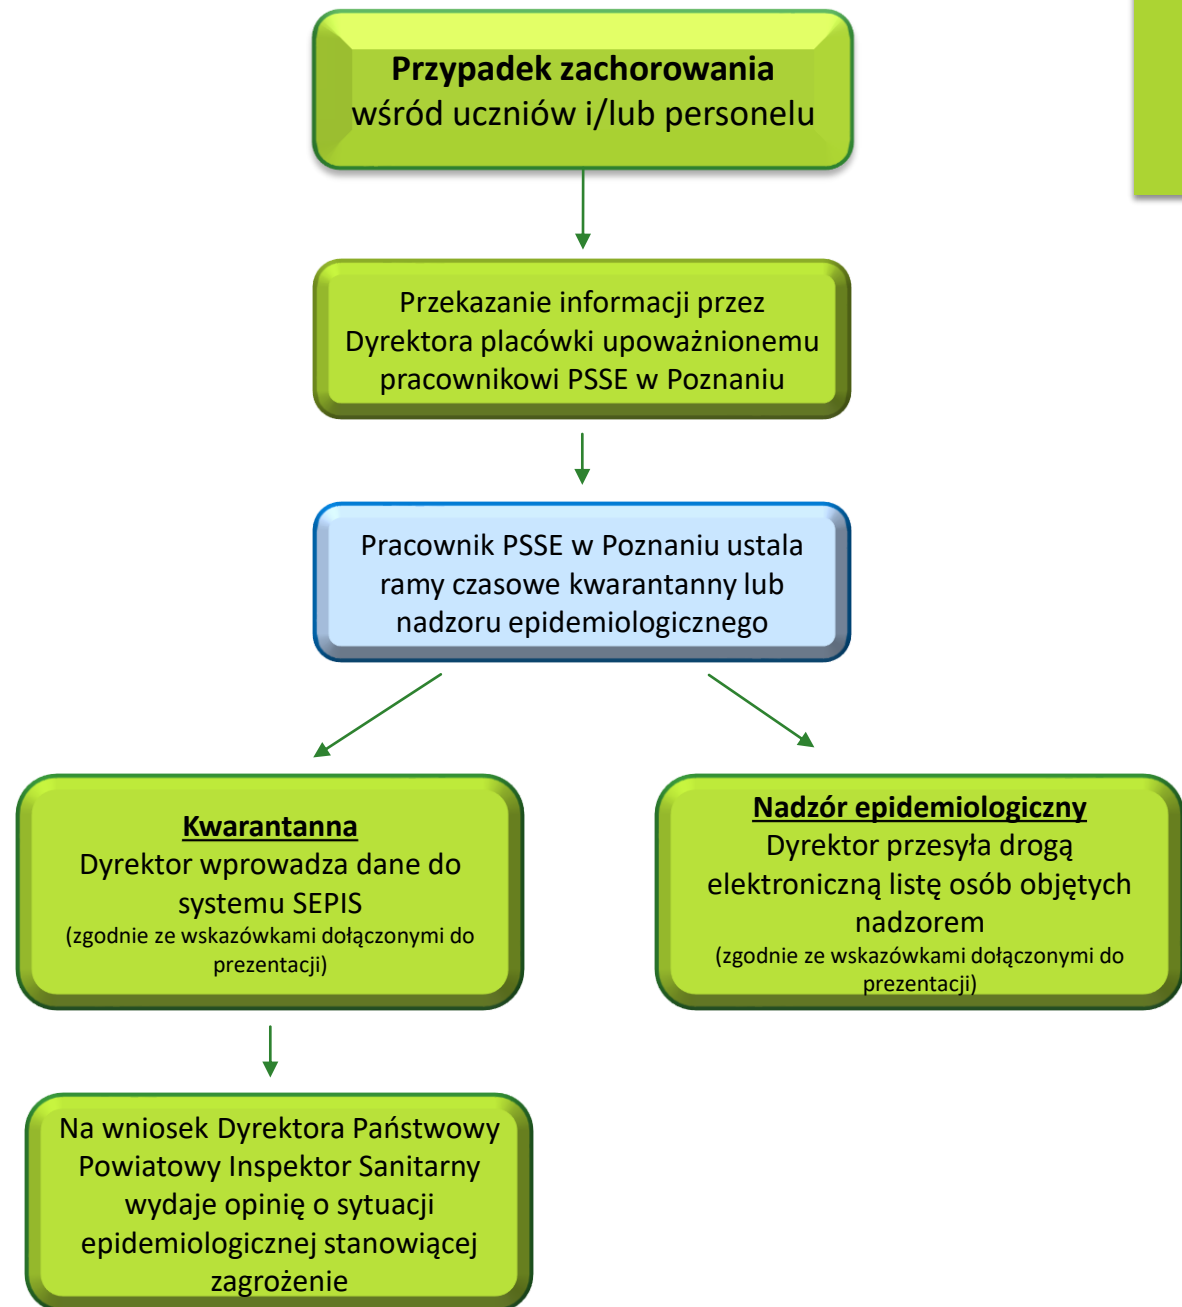 Przypadek zachorowania
wśród uczniów i/lub personelu
Przekazanie informacji przez
Dyrektora placówki upoważnionemu
pracownikowi PSSE w Poznaniu
Pracownik PSSE w Poznaniu ustala
ramy czasowe kwarantanny lub
nadzoru epidemiologicznego
Kwarantanna
Dyrektor wprowadza dane do
systemu SEPIS
(zgodnie ze wskazówkami dołączonymi do
prezentacji)
Nadzór epidemiologiczny
Dyrektor przesyła drogą
elektroniczną listę osób objętych
nadzorem
(zgodnie ze wskazówkami dołączonymi do
prezentacji)
Na wniosek Dyrektora Państwowy
Powiatowy Inspektor Sanitarny
wydaje opinię o sytuacji
epidemiologicznej stanowiącej
zagrożenie